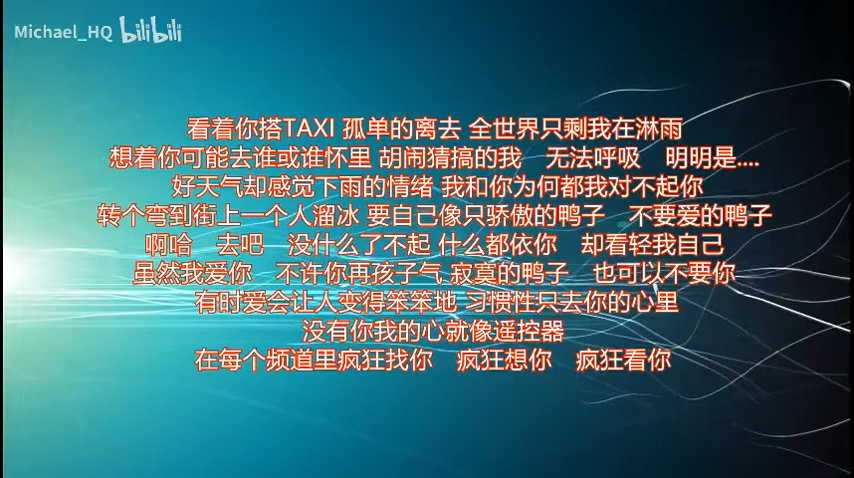 Michael_HQ bilibili
看着你搭TAXI 孤单的离去 全世界只剩我在淋雨
想着你可能去谁或谁怀里 胡闹猜搞的我 无法呼吸 明明是....
好天气却感觉下雨的情绪 我和你为何都我对不起你
转个弯到街上一个人溜冰 要自己像只骄傲的鸭子 不要爱的鸭子
啊哈 去吧 没什么了不起 什么都依你 却看轻我自己
虽然我爱你 不许你再孩子气 寂寞的鸭子 也可以不要你
有时爱会让人变得笨笨地 习惯性只去你的心里
没有你我的心就像遥控器
在每个频道里疯狂找你 疯狂想你 疯狂看你